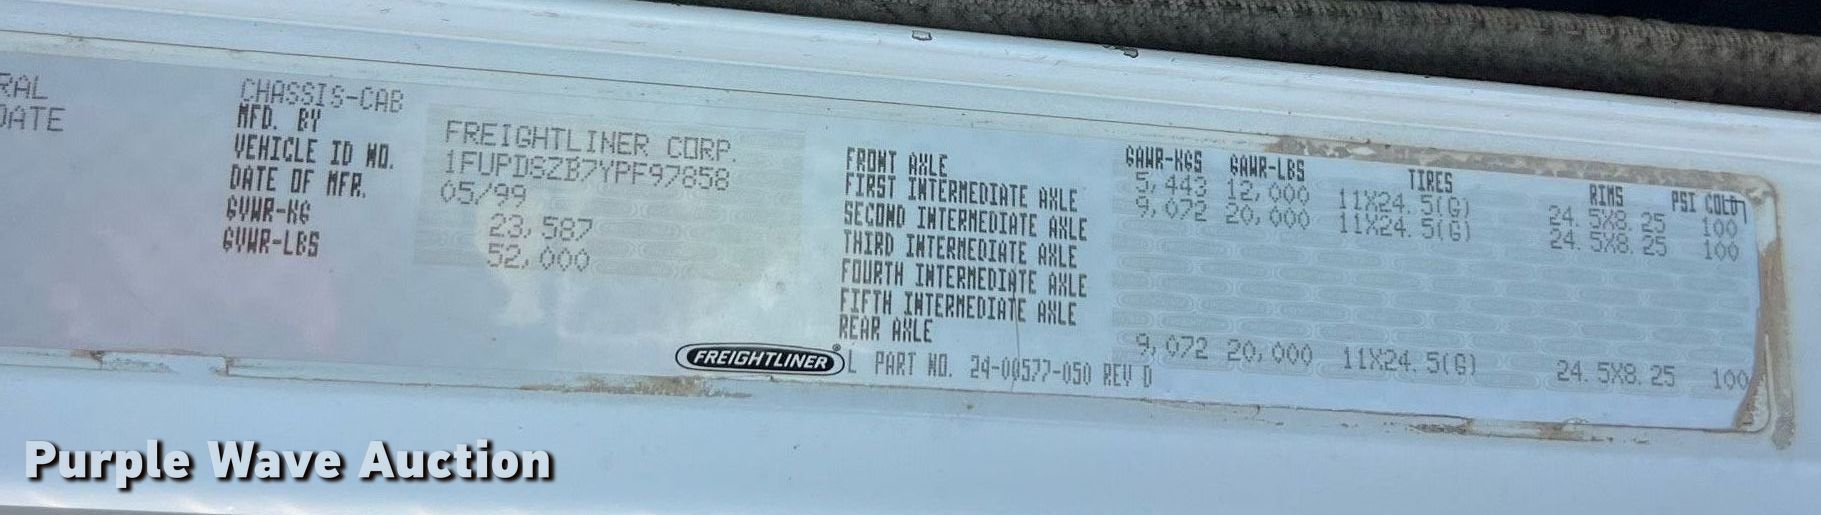 RAL
DATE
CHASSIS-CAB
MFD. BY FREIGHTLINER CORP.
VEHICLE ID NO. 1FUPDSZB7YPF97858
DATE OF MFR. 05/99
GVWR-KG 23,587
GVWR-LBS 52,000
GAWR-KGS GAWR-LBS TIRES RIMS PSI COLD
FRONT AXLE 5,443 12,000 11X24.5(G) 24.5X8.25 100
FIRST INTERMEDIATE AXLE 9,072 20,000 11X24.5(G) 24.5X8.25 100
SECOND INTERMEDIATE AXLE
THIRD INTERMEDIATE AXLE
FOURTH INTERMEDIATE AXLE
FIFTH INTERMEDIATE AXLE
REAR AXLE 9,072 20,000 11X24.5(G) 24.5X8.25 100
FREIGHTLINER® L PART NO. 24-00577-050 REV D
Purple Wave Auction